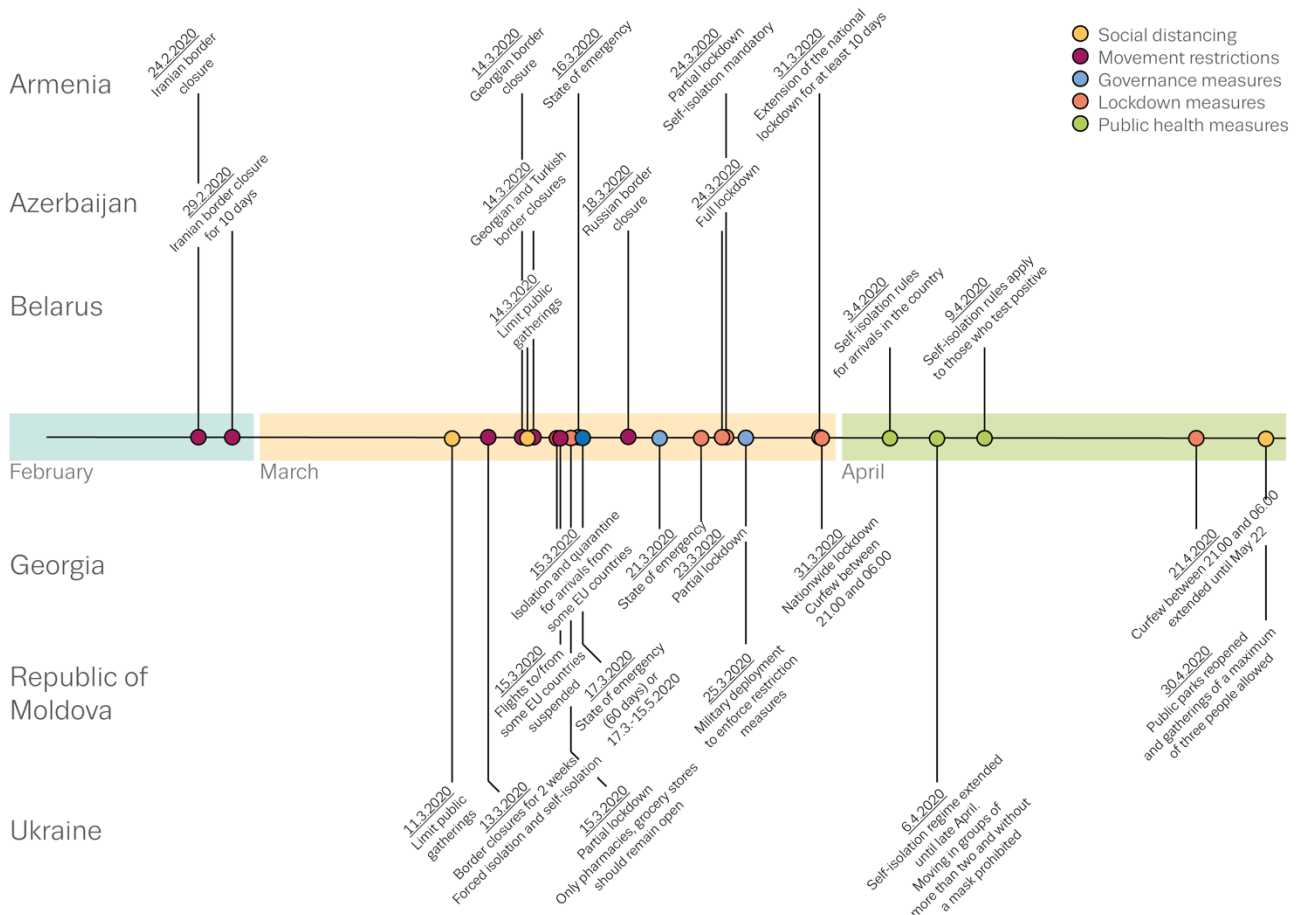 Social distancing
Movement restrictions
Governance measures
Lockdown measures
Public health measures
Armenia
24.2.2020
Iranian border
closure
14.3.2020
Georgian border
closure
16.3.2020
State of emergency
24.3.2020
Partial lockdown
Self-isolation mandatory
31.3.2020
Extension of the national
lockdown for at least 10 days
Azerbaijan
29.2.2020
Iranian border closure
for 10 days
14.3.2020
Georgian and Turkish
border closures
18.3.2020
Russian border
closure
24.3.2020
Full lockdown
Belarus
14.3.2020
Limit public
gatherings
3.4.2020
Self-isolation rules
for arrivals in the country
9.4.2020
Self-isolation rules apply
to those who test positive
February
March
April
Georgia
15.3.2020
Isolation and quarantine
for arrivals from
some EU countries
21.3.2020
State of emergency
23.3.2020
Partial lockdown
31.3.2020
Nationwide lockdown
Curfew between
21.00 and 06.00
21.4.2020
Curfew between 21.00 and 06.00
extended until May 22
Republic of
Moldova
15.3.2020
Flights to/from
some EU countries
suspended
17.3.2020
State of emergency
(60 days) or
17.3.-15.5.2020
25.3.2020
Military deployment
to enforce restriction
measures
30.4.2020
Public parks reopened
and gatherings of a maximum
of three people allowed
Ukraine
11.3.2020
Limit public
gatherings
13.3.2020
Border closures for 2 weeks
Forced isolation and self-isolation
15.3.2020
Partial lockdown
Only pharmacies, grocery stores
should remain open
6.4.2020
Self-isolation regime extended
until late April.
Moving in groups of
more than two and without
a mask prohibited